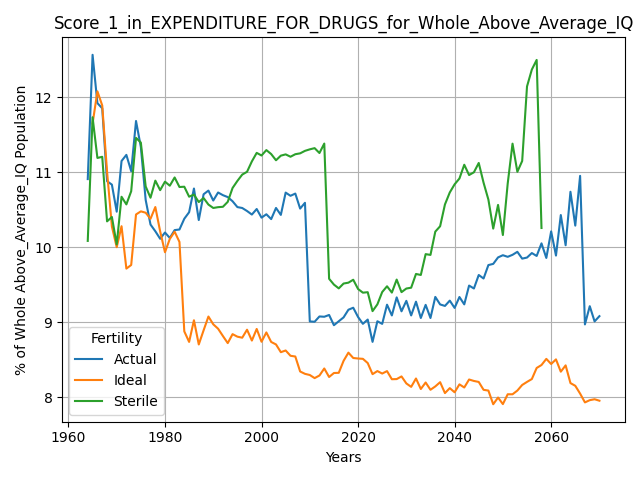 Score_1_in_EXPENDITURE_FOR_DRUGS_for_Whole_Above_Average_IQ
% of Whole Above_Average_IQ Population
12
11
10
9
8
Fertility
Actual
Ideal
Sterile
1960 1980 2000 2020 2040 2060
Years